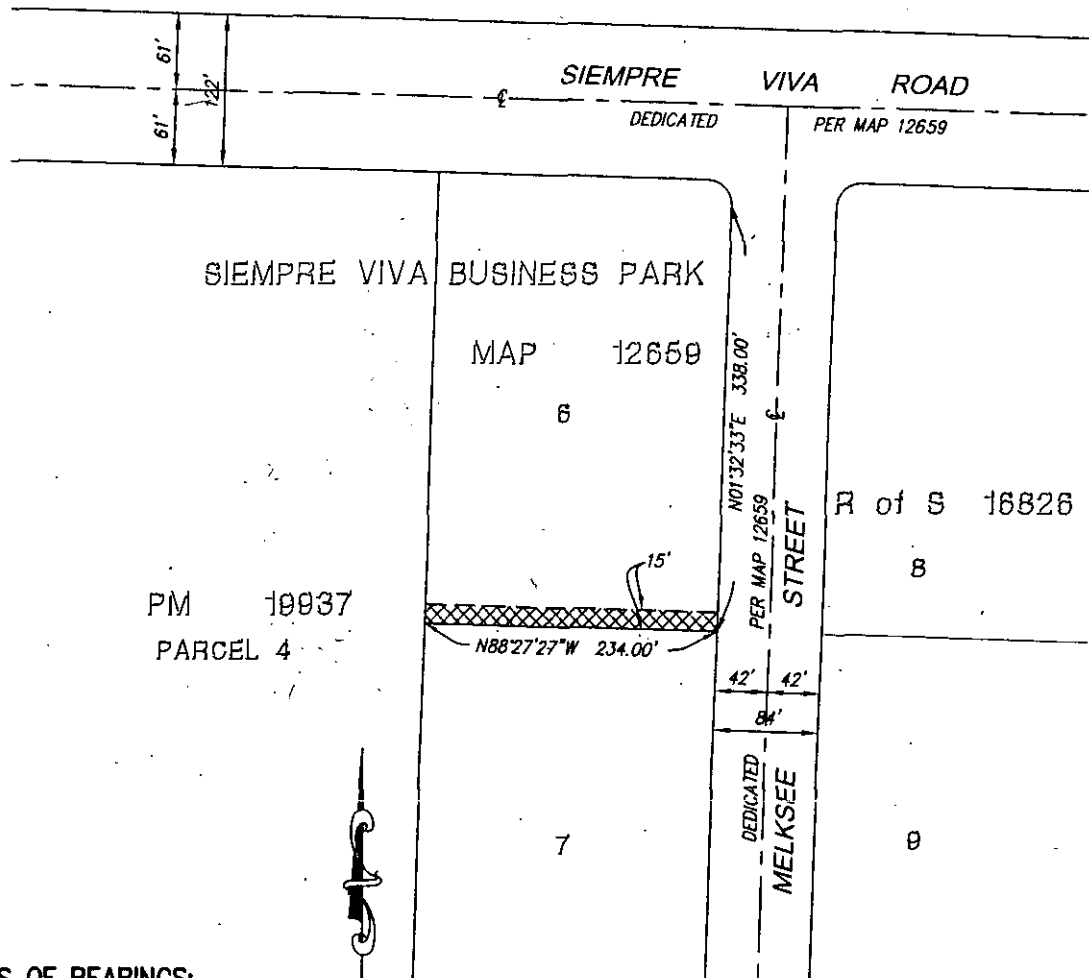 61'
122'
61'
SIEMPRE VIVA ROAD
℄
DEDICATED PER MAP 12659
SIEMPRE VIVA BUSINESS PARK
MAP 12659
6
N01°32'33"E 338.00'
℄
PER MAP 12659
STREET
R of S 16826
8
15'
PM 19937
PARCEL 4
N88°27'27"W 234.00'
42' 42'
84'
DEDICATED
MELKSEE
7
9
S OF BEARINGS: